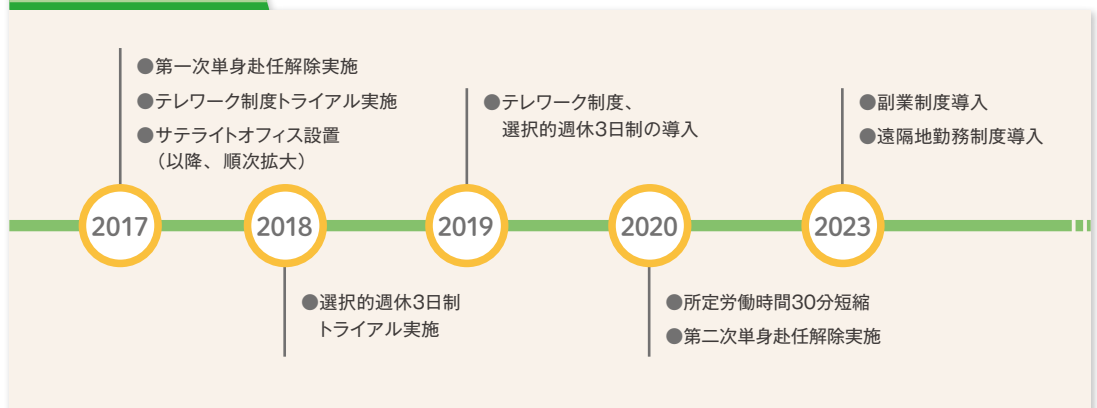 ●第一次単身赴任解除実施
●テレワーク制度トライアル実施
●サテライトオフィス設置
（以降、順次拡大）
●テレワーク制度、
選択的週休3日制の導入
●副業制度導入
●遠隔地勤務制度導入
2017
2018
2019
2020
2023
●選択的週休3日制
トライアル実施
●所定労働時間30分短縮
●第二次単身赴任解除実施